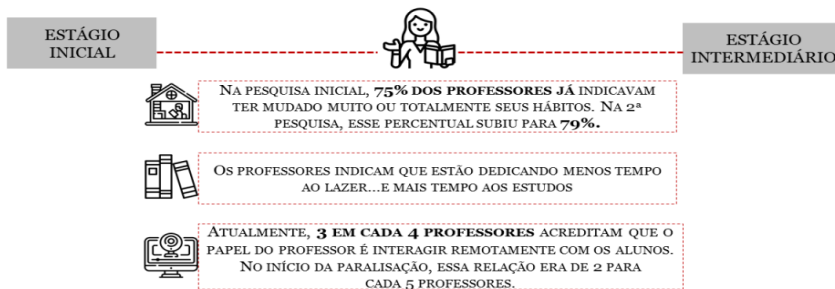 ESTÁGIO
INICIAL
ESTÁGIO
INTERMEDIÁRIO
NA PESQUISA INICIAL, 75% DOS PROFESSORES JÁ INDICAVAM
TER MUDADO MUITO OU TOTALMENTE SEUS HÁBITOS. NA 2ª
PESQUISA, ESSE PERCENTUAL SUBIU PARA 79%.
OS PROFESSORES INDICAM QUE ESTÃO DEDICANDO MENOS TEMPO
AO LAZER...E MAIS TEMPO AOS ESTUDOS
ATUALMENTE, 3 EM CADA 4 PROFESSORES ACREDITAM QUE O
PAPEL DO PROFESSOR É INTERAGIR REMOTAMENTE COM OS ALUNOS.
NO INÍCIO DA PARALISAÇÃO, ESSA RELAÇÃO ERA DE 2 PARA
CADA 5 PROFESSORES.